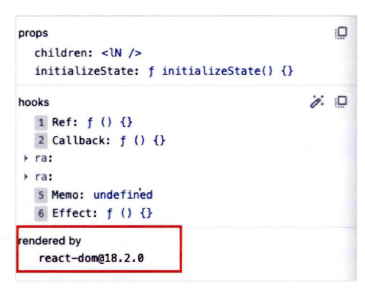 props
children: <lN />
initializeState: ƒ initializeState() {}
hooks
1 Ref: ƒ () {}
2 Callback: ƒ () {}
ra:
ra:
5 Memo: undefined
6 Effect: ƒ () {}
rendered by
react-dom@18.2.0